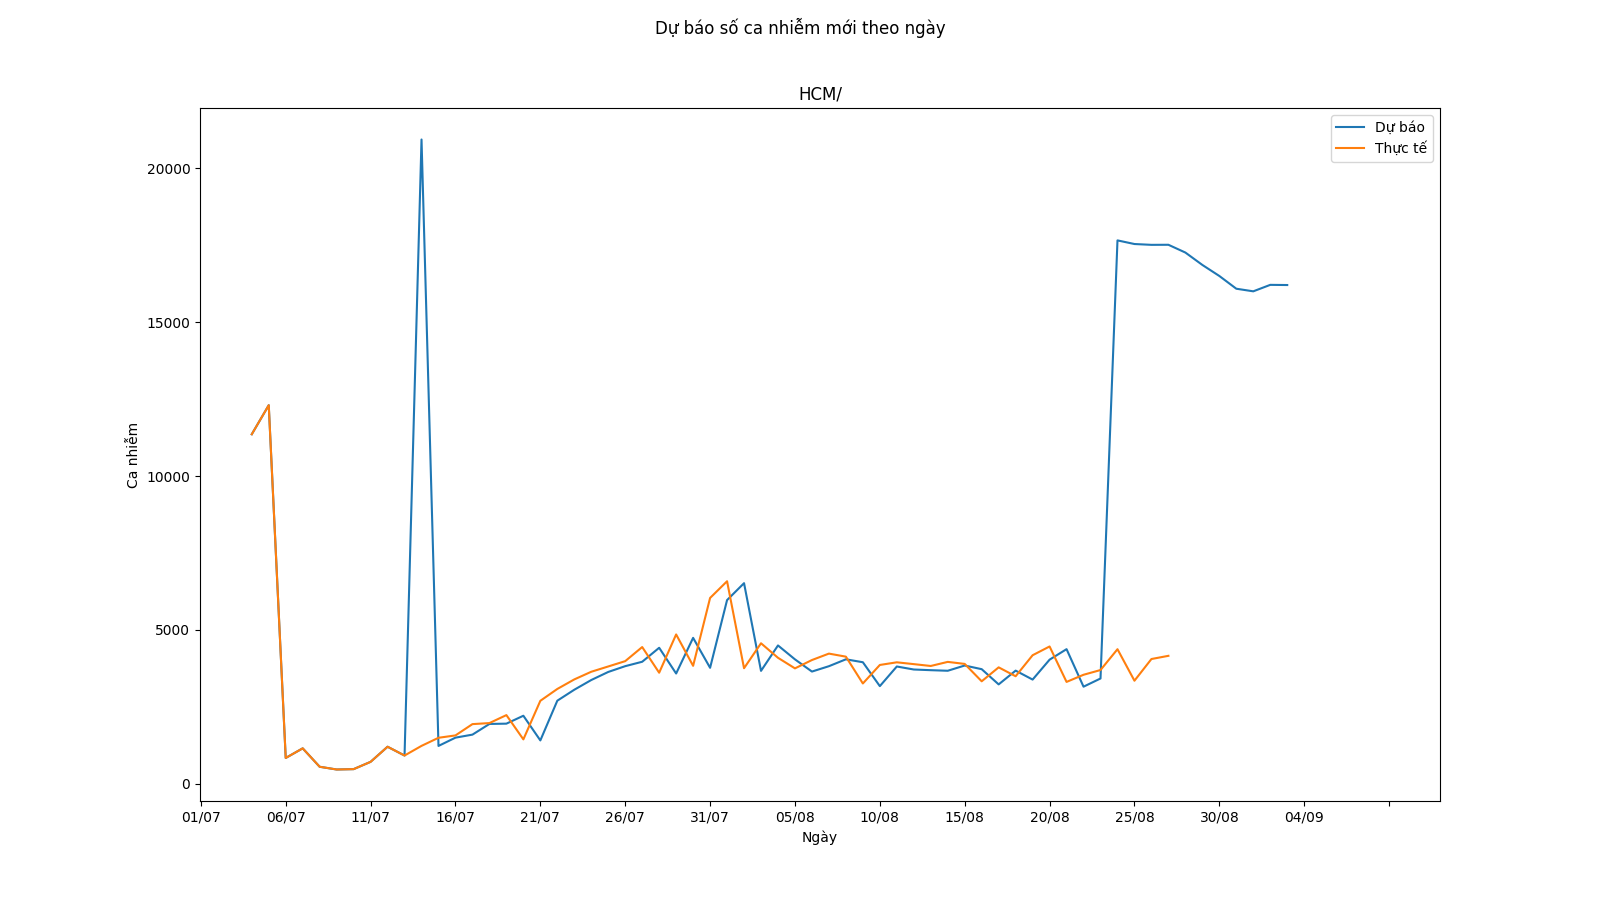 Dự báo số ca nhiễm mới theo ngày
HCM/
Dự báo
Thực tế
20000
15000
10000
5000
0
Ca nhiễm
01/07 06/07 11/07 16/07 21/07 26/07 31/07 05/08 10/08 15/08 20/08 25/08 30/08 04/09
Ngày